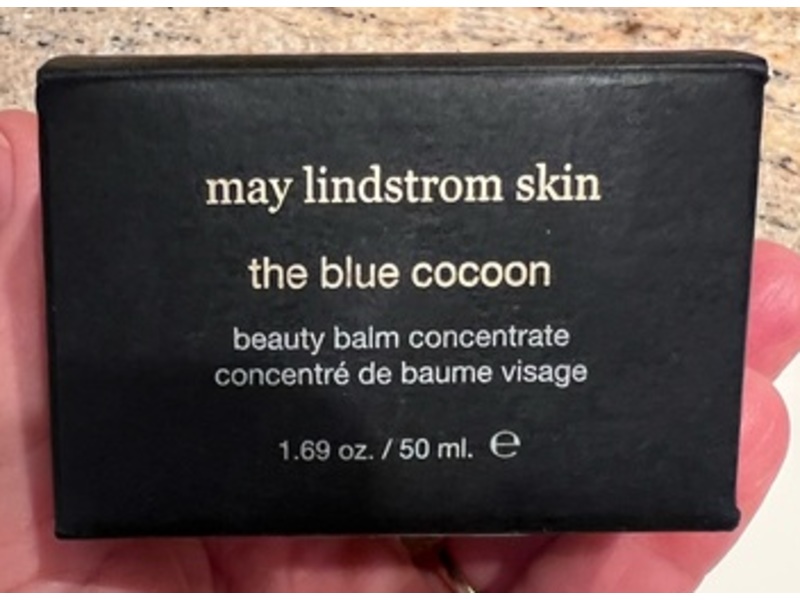 may lindstrom skin
the blue cocoon
beauty balm concentrate
concentré de baume visage
1.69 oz. / 50 ml. ℮